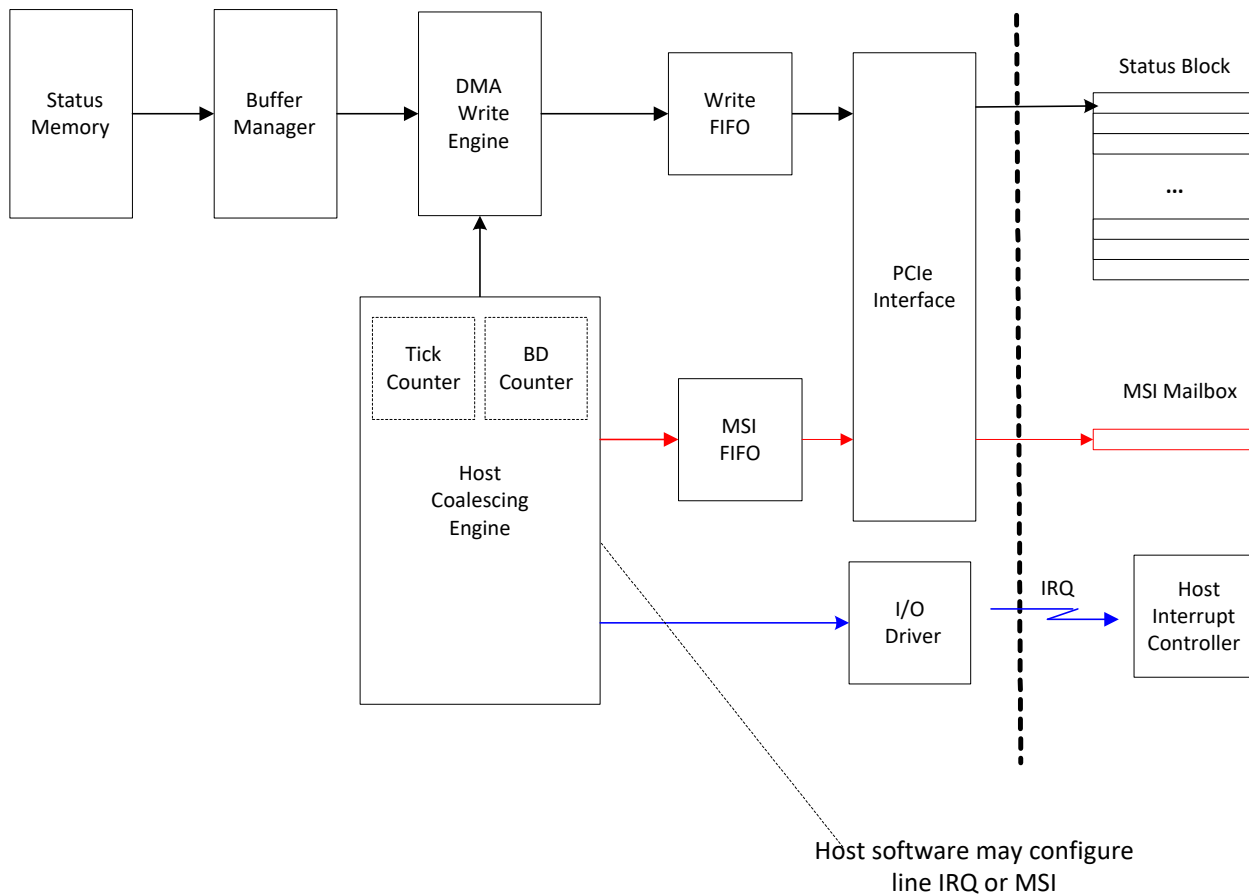 Status
Memory
Buffer
Manager
DMA
Write
Engine
Write
FIFO
PCIe
Interface
Status Block
...
Tick
Counter
BD
Counter
Host
Coalescing
Engine
MSI
FIFO
MSI Mailbox
I/O
Driver
IRQ
Host
Interrupt
Controller
Host software may configure
line IRQ or MSI